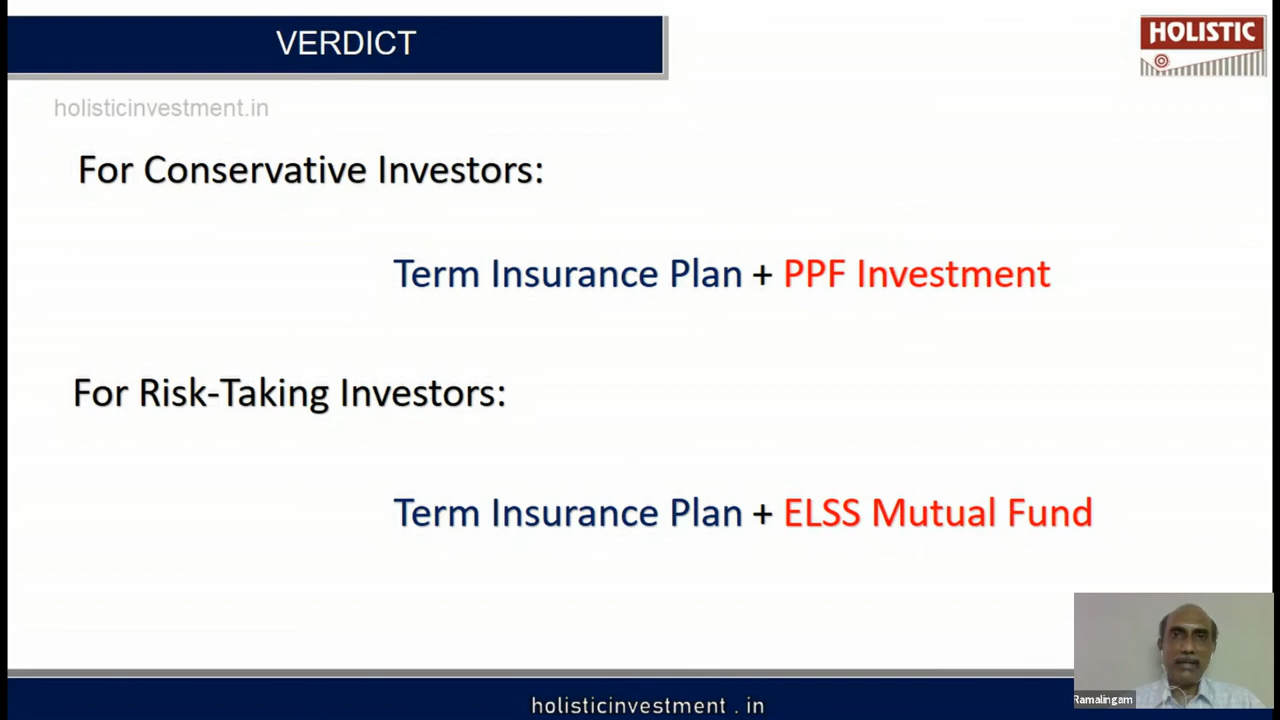 VERDICT
HOLISTIC
holisticinvestment.in
For Conservative Investors:
Term Insurance Plan + PPF Investment
For Risk-Taking Investors:
Term Insurance Plan + ELSS Mutual Fund
Ramalingam
holisticinvestment . in